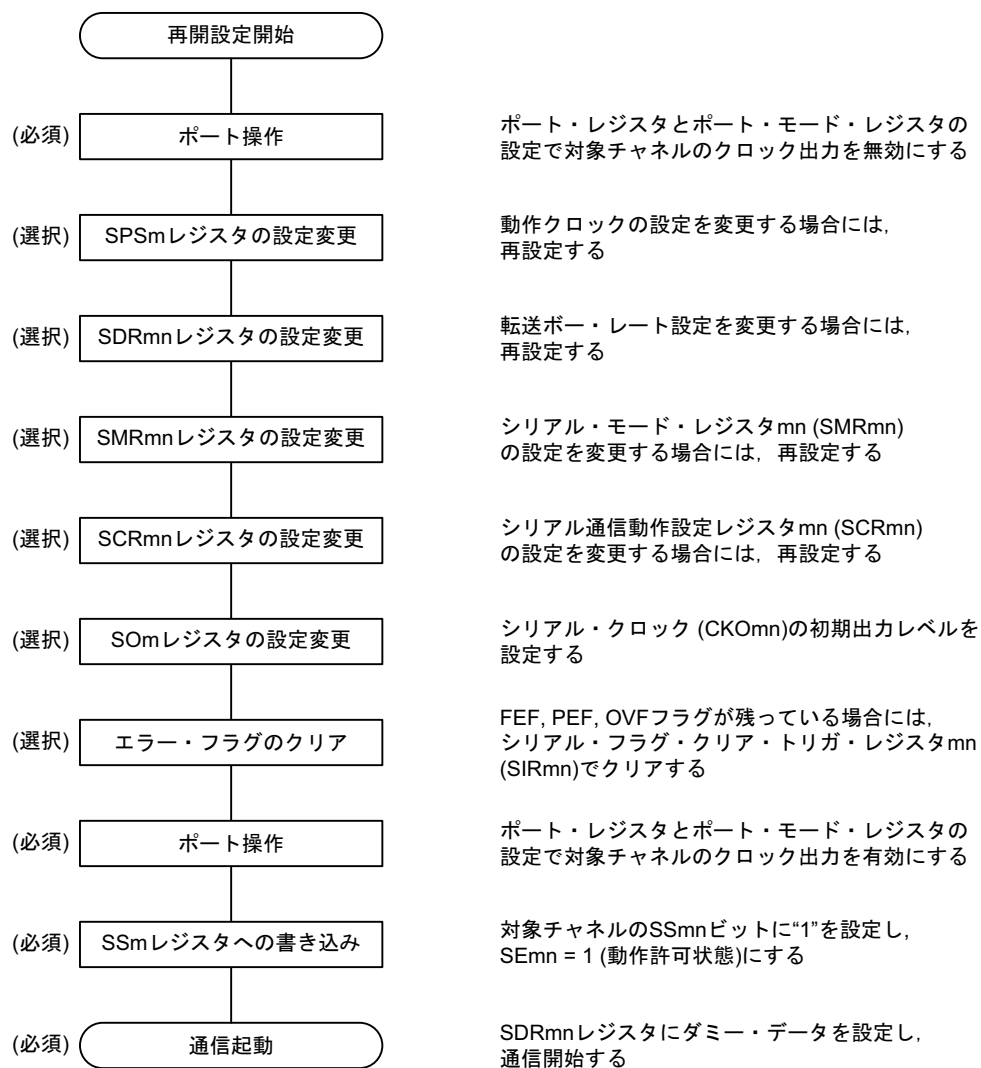 再開設定開始
(必須) ポート操作
ポート・レジスタとポート・モード・レジスタの
設定で対象チャネルのクロック出力を無効にする
(選択) SPSmレジスタの設定変更
動作クロックの設定を変更する場合には,
再設定する
(選択) SDRmnレジスタの設定変更
転送ボー・レート設定を変更する場合には,
再設定する
(選択) SMRmnレジスタの設定変更
シリアル・モード・レジスタmn (SMRmn)
の設定を変更する場合には, 再設定する
(選択) SCRmnレジスタの設定変更
シリアル通信動作設定レジスタmn (SCRmn)
の設定を変更する場合には, 再設定する
(選択) SOmレジスタの設定変更
シリアル・クロック (CKOmn)の初期出力レベルを
設定する
(選択) エラー・フラグのクリア
FEF, PEF, OVFフラグが残っている場合には,
シリアル・フラグ・クリア・トリガ・レジスタmn
(SIRmn)でクリアする
(必須) ポート操作
ポート・レジスタとポート・モード・レジスタの
設定で対象チャネルのクロック出力を有効にする
(必須) SSmレジスタへの書き込み
対象チャネルのSSmnビットに“1”を設定し,
SEmn = 1 (動作許可状態)にする
(必須) 通信起動
SDRmnレジスタにダミー・データを設定し,
通信開始する